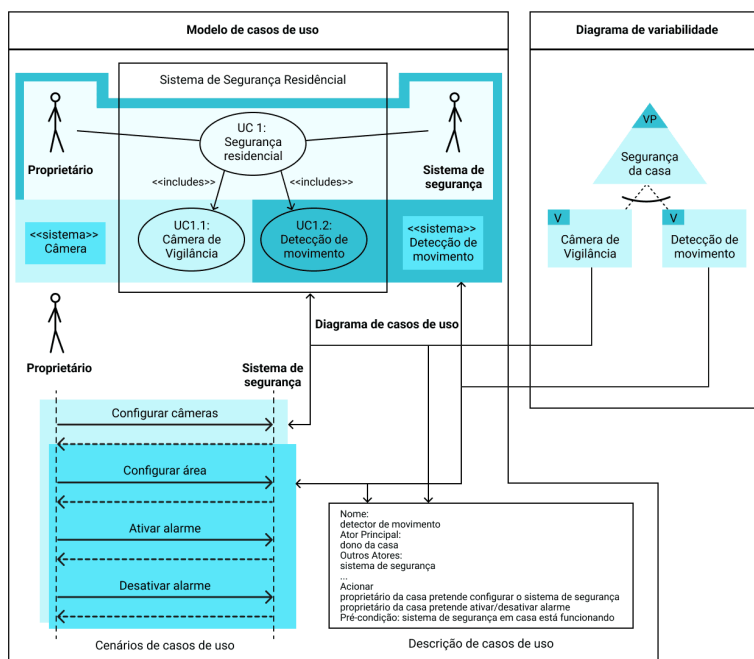 Modelo de casos de uso
Diagrama de variabilidade
Sistema de Segurança Residêncial
UC 1:
Segurança
residencial
Proprietário
Sistema de
segurança
<<includes>>
<<includes>>
<<sistema>>
Câmera
UC1.1:
Câmera de
Vigilância
UC1.2:
Detecção de
movimento
<<sistema>>
Detecção de
movimento
VP
Segurança
da casa
V
Câmera de
Vigilância
V
Detecção de
movimento
Diagrama de casos de uso
Proprietário
Sistema de
segurança
Configurar câmeras
Configurar área
Ativar alarme
Desativar alarme
Cenários de casos de uso
Nome:
detector de movimento
Ator Principal:
dono da casa
Outros Atores:
sistema de segurança
...
Acionar
proprietário da casa pretende configurar o sistema de segurança
proprietário da casa pretende ativar/desativar alarme
Pré-condição: sistema de segurança em casa está funcionando
Descrição de casos de uso